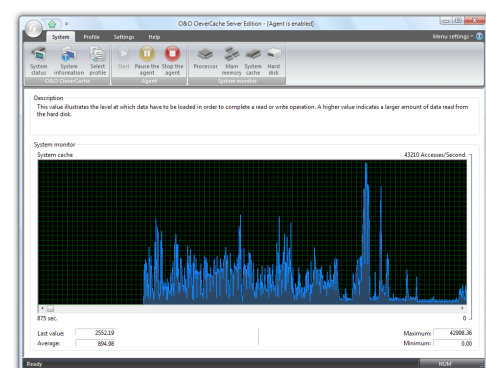 O&O CleverCache Server Edition - [Agent is enabled]
System Profile Settings Help Menu settings
System status System information Select profile Start Pause the agent Stop the agent Processor Main memory System cache Hard disk
O&O CleverCache Agent System monitor
Description
This value illustrates the level at which data have to be loaded in order to complete a read or write operation. A higher value indicates a larger amount of data read from
the hard disk.
System monitor
System cache 43210 Accesses/Second
875 sec. 0
Last value: 2552.19 Maximum: 42998.36
Average: 894.98 Minimum: 0.00
Ready NUM